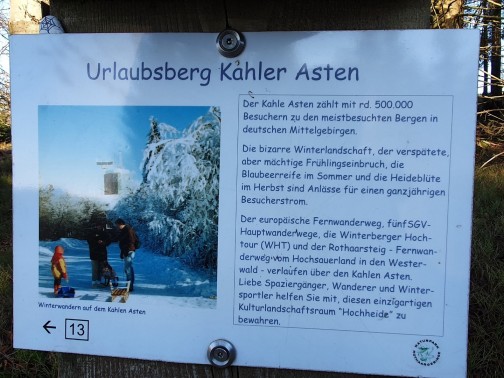 Urlaubsberg Kahler Asten
Der Kahle Asten zählt mit rd. 500.000
Besuchern zu den meistbesuchten Bergen in
deutschen Mittelgebirgen.
Die bizarre Winterlandschaft, der verspätete,
aber mächtige Frühlingseinbruch, die
Blaubeerreife im Sommer und die Heideblüte
im Herbst sind Anlässe für einen ganzjährigen
Besucherstrom.
Der europäische Fernwanderweg, fünf SGV-
Hauptwanderwege, die Winterberger Hoch-
tour (WHT) und der Rothaarsteig - Fernwan-
derweg vom Hochsauerland in den Wester-
wald - verlaufen über den Kahlen Asten.
Liebe Spaziergänger, Wanderer und Winter-
sportler helfen Sie mit, diesen einzigartigen
Kulturlandschaftsraum "Hochheide" zu
bewahren.
Winterwandern auf dem Kahlen Asten
← 13